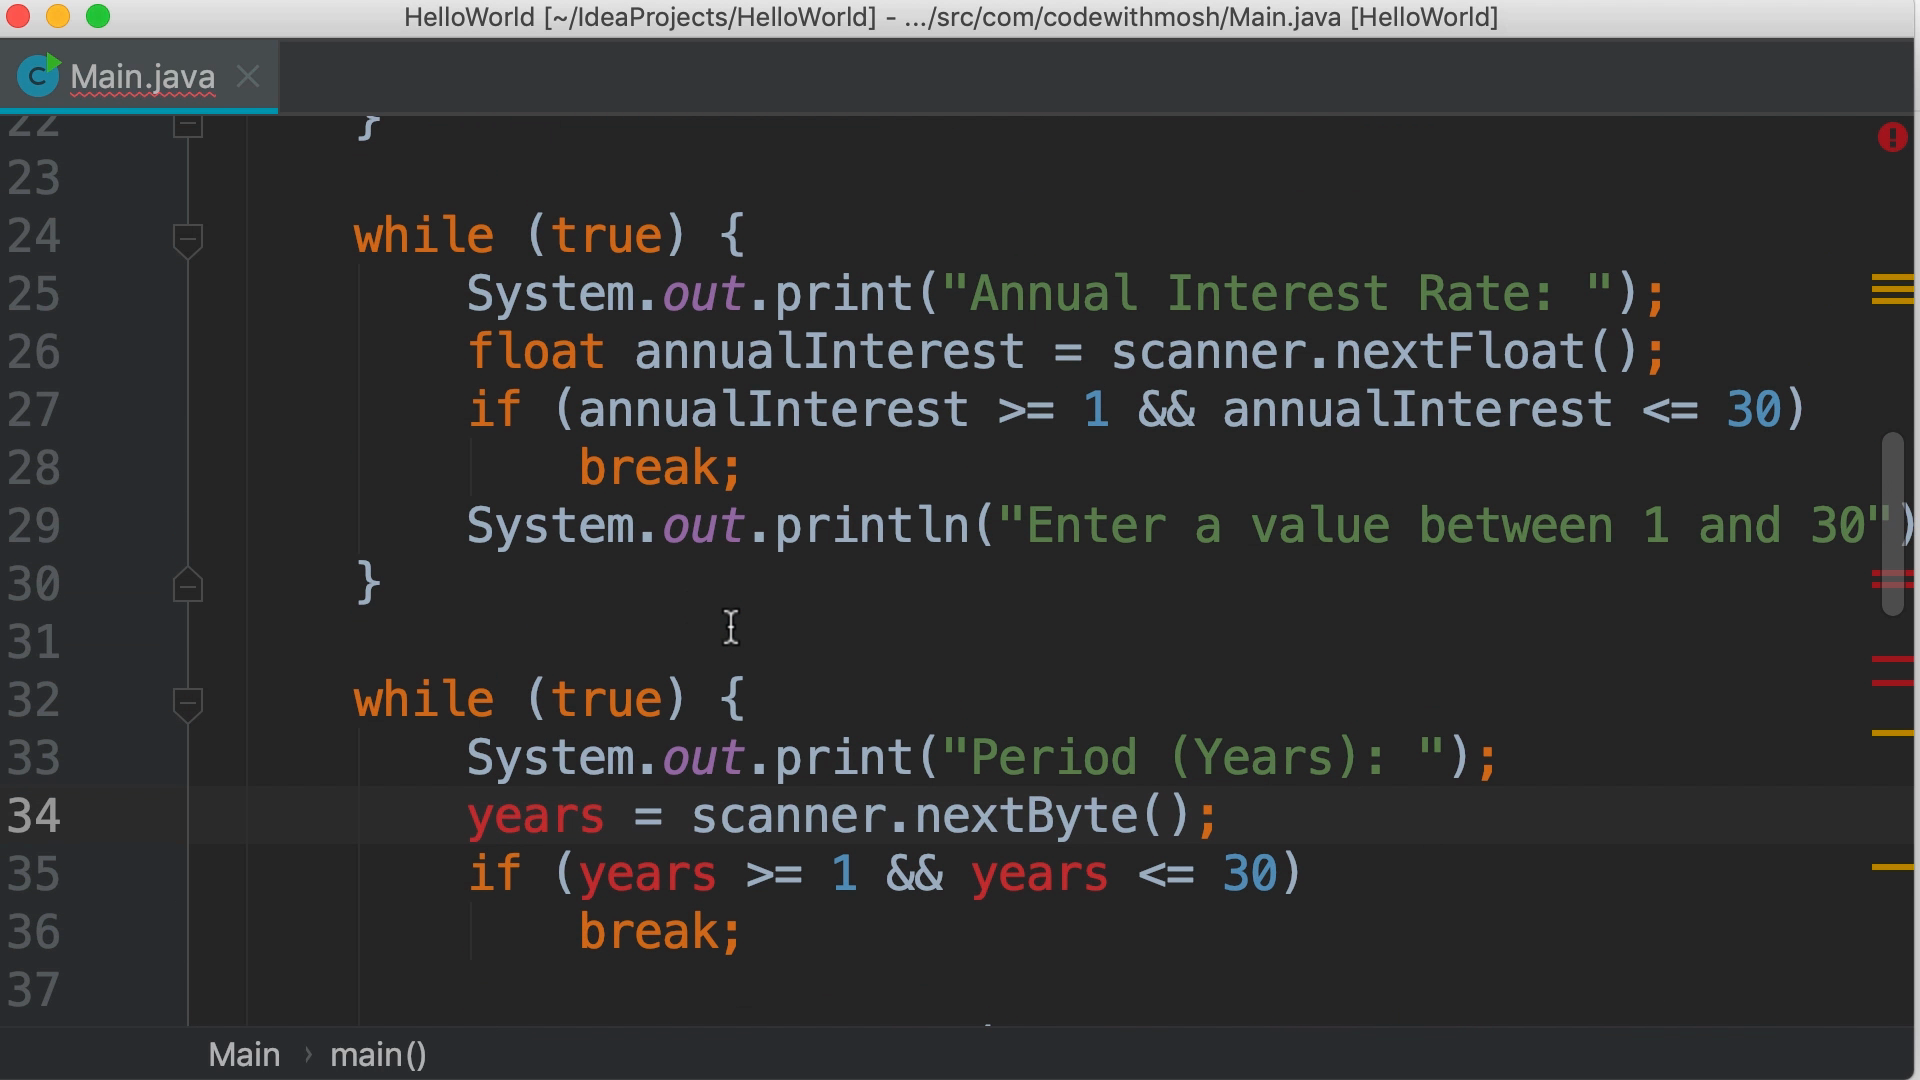 HelloWorld [~/IdeaProjects/HelloWorld] - .../src/com/codewithmosh/Main.java [HelloWorld]
C Main.java
22 }
23
24 while (true) {
25 System.out.print("Annual Interest Rate: ");
26 float annualInterest = scanner.nextFloat();
27 if (annualInterest >= 1 && annualInterest <= 30)
28 break;
29 System.out.println("Enter a value between 1 and 30")
30 }
31
32 while (true) {
33 System.out.print("Period (Years): ");
34 years = scanner.nextByte();
35 if (years >= 1 && years <= 30)
36 break;
37
Main › main()